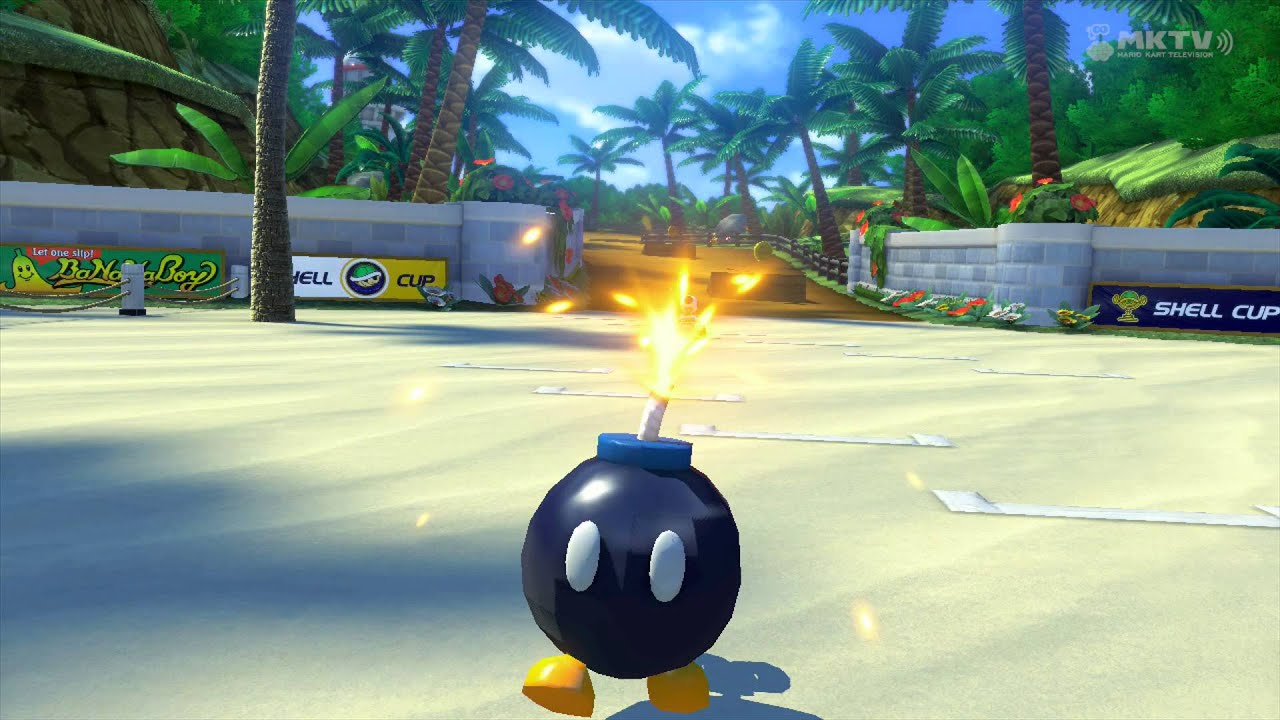 MKTV
MARIO KART TELEVISION
Let one slip!
BaNaNaBoy
HELL
CUP
SHELL CUP